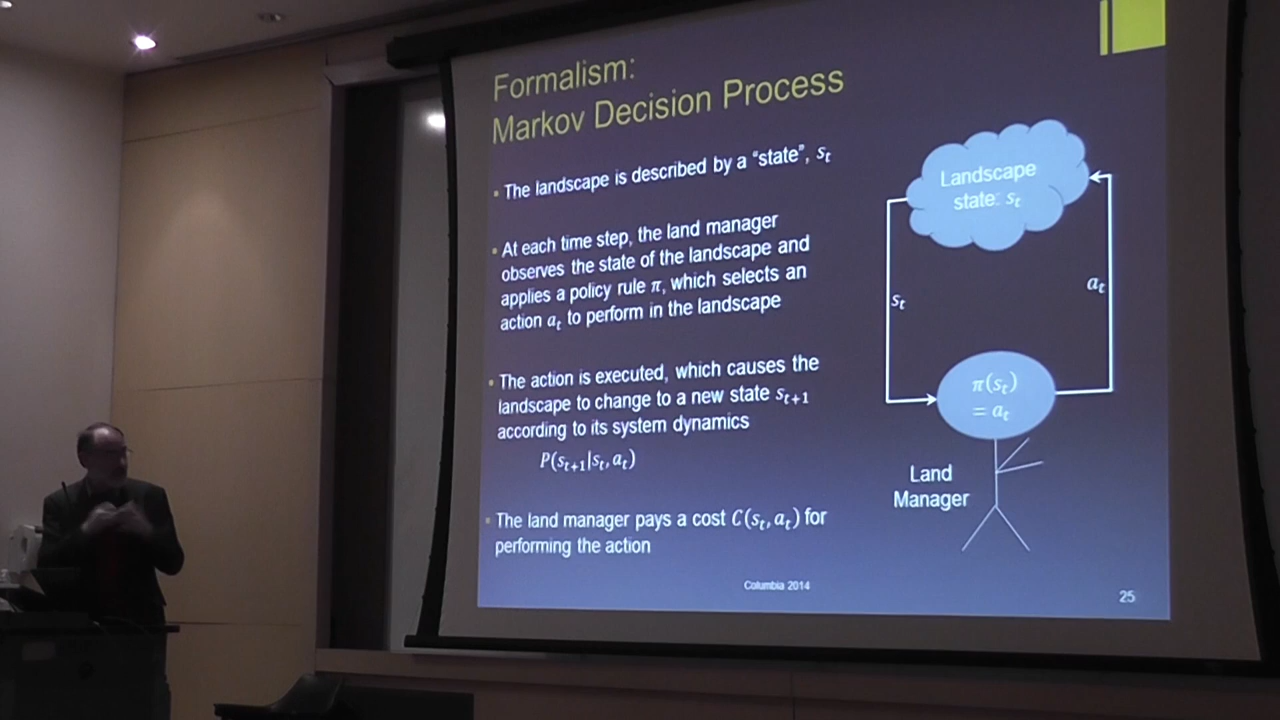 Formalism:
Markov Decision Process
▪ The landscape is described by a "state", sₜ
▪ At each time step, the land manager
observes the state of the landscape and
applies a policy rule π, which selects an
action aₜ to perform in the landscape
▪ The action is executed, which causes the
landscape to change to a new state sₜ₊₁
according to its system dynamics
P(sₜ₊₁|sₜ, aₜ)
▪ The land manager pays a cost C(sₜ, aₜ) for
performing the action
Landscape
state: sₜ
sₜ
aₜ
π(sₜ)
= aₜ
Land
Manager
Columbia 2014
25